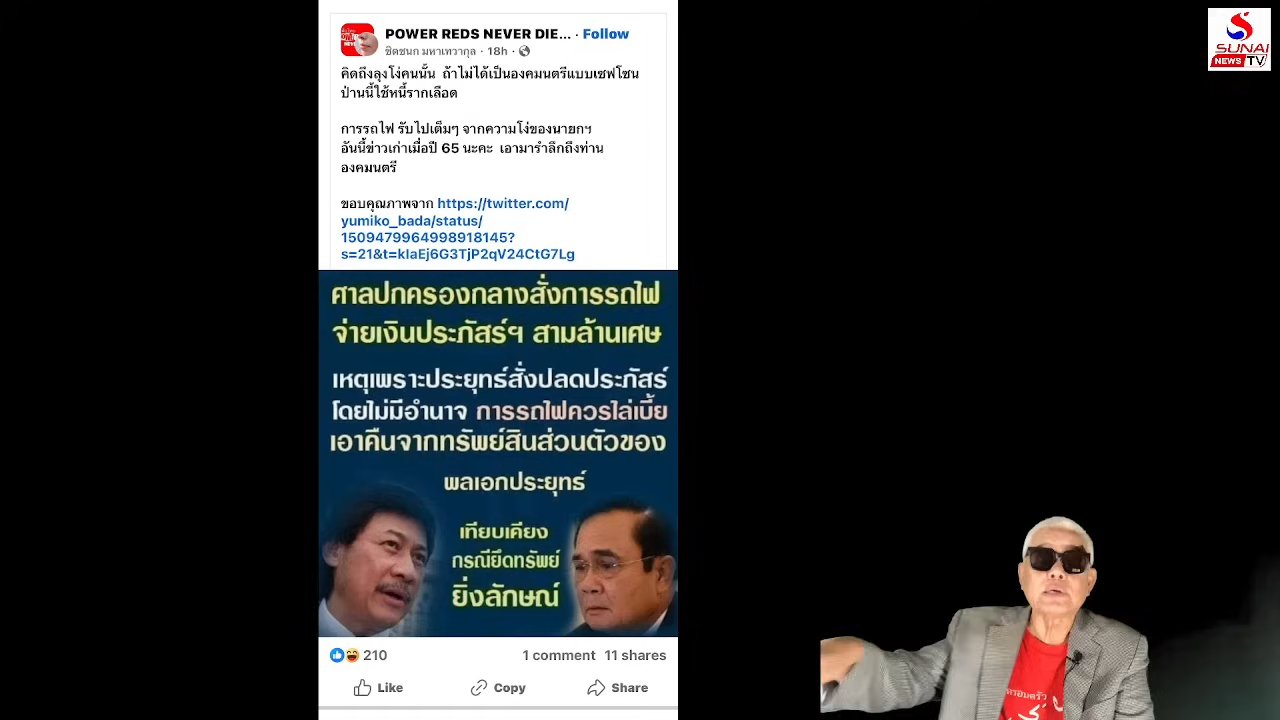 POWER REDS NEVER DIE... · Follow
ชิตชนก มหาเทวากุล · 18h ·
คิดถึงลุงโง่คนนั้น ถ้าไม่ได้เป็นองคมนตรีแบบเซฟโซน
ป่านนี้ใช้หนี้รากเลือด
การรถไฟ รับไปเต็มๆ จากความโง่ของนายกฯ
อันนี้ข่าวเก่าเมื่อปี 65 นะคะ เอามารำลึกถึงท่าน
องคมนตรี
ขอบคุณภาพจาก https://twitter.com/
yumiko_bada/status/
1509479964998918145?
s=21&t=kIaEj6G3TjP2qV24CtG7Lg
ศาลปกครองกลางสั่งการรถไฟ
จ่ายเงินประภัสร์ฯ สามล้านเศษ
เหตุเพราะประยุทธ์สั่งปลดประภัสร์
โดยไม่มีอำนาจ การรถไฟควรไล่เบี้ย
เอาคืนจากทรัพย์สินส่วนตัวของ
พลเอกประยุทธ์
เทียบเคียง
กรณียึดทรัพย์
ยิ่งลักษณ์
210
1 comment 11 shares
Like Copy Share
SUNAI
NEWS TV